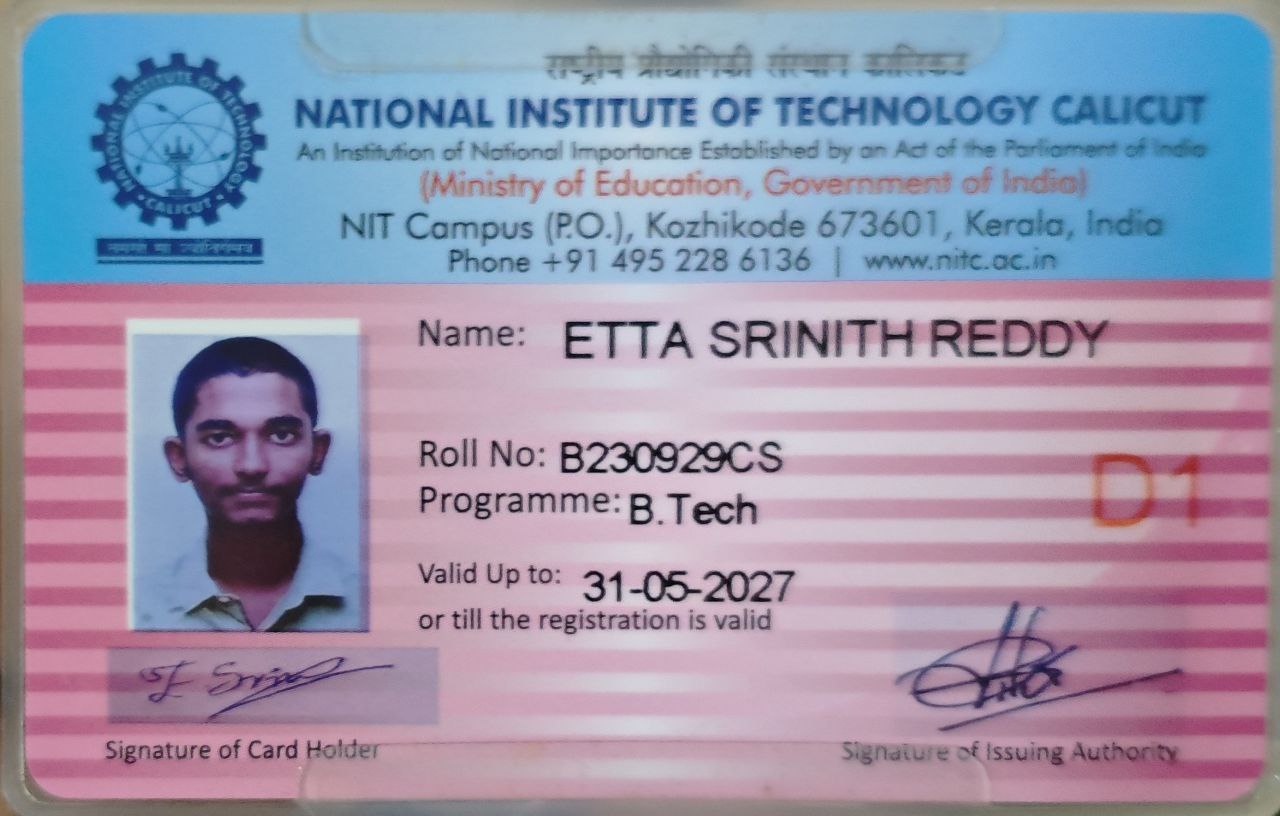 राष्ट्रीय प्रौद्योगिकी संस्थान कालिकट
NATIONAL INSTITUTE OF TECHNOLOGY CALICUT
An Institution of National Importance Established by an Act of the Parliament of India
(Ministry of Education, Government of India)
NIT Campus (P.O.), Kozhikode 673601, Kerala, India
Phone +91 495 228 6136 | www.nitc.ac.in
NATIONAL INSTITUTE OF TECHNOLOGY
CALICUT
तमसो मा ज्योतिर्गमय
Name: ETTA SRINITH REDDY
Roll No: B230929CS
Programme: B.Tech
D1
Valid Up to: 31-05-2027
or till the registration is valid
Signature of Card Holder
Signature of Issuing Authority